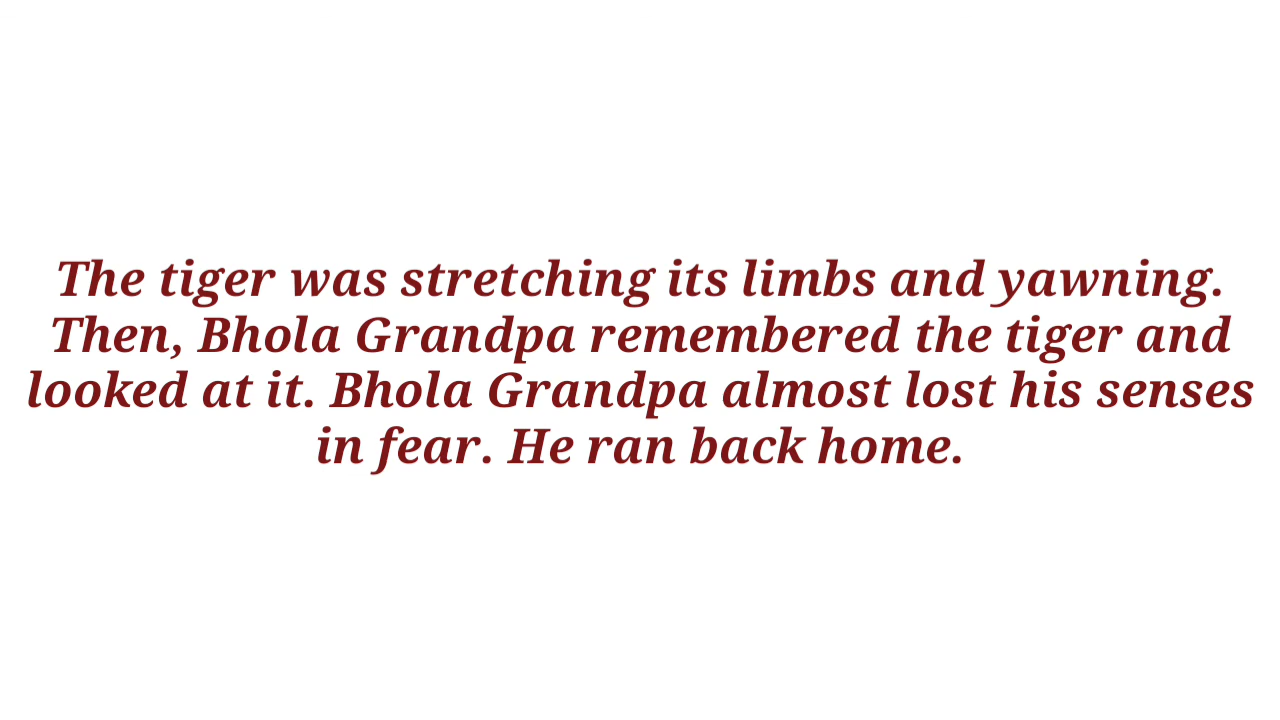 The tiger was stretching its limbs and yawning.
Then, Bhola Grandpa remembered the tiger and
looked at it. Bhola Grandpa almost lost his senses
in fear. He ran back home.